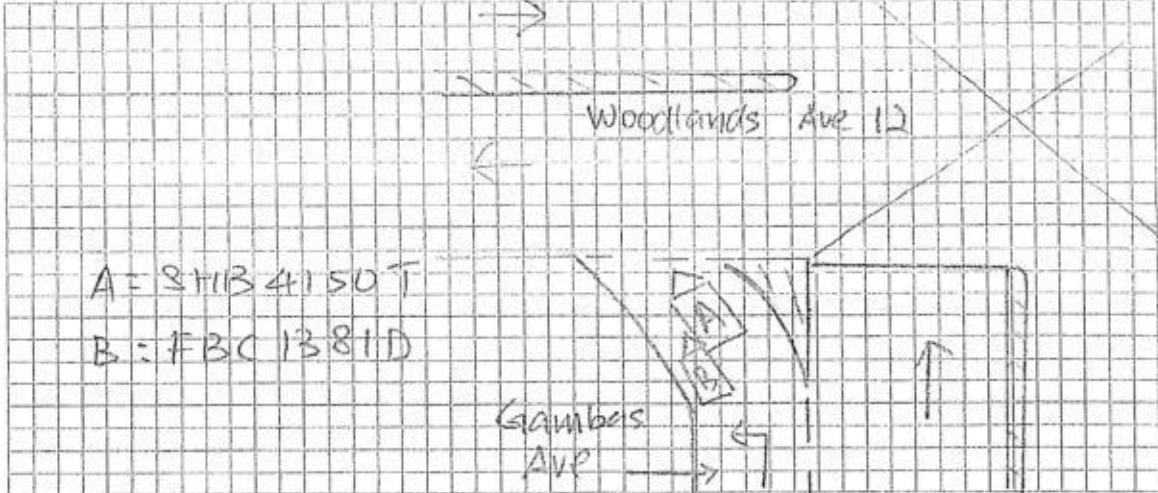 Woodlands Ave 12
A = SHB 4150 T
B = FBC 1381 D
A
B
Gambas
Ave